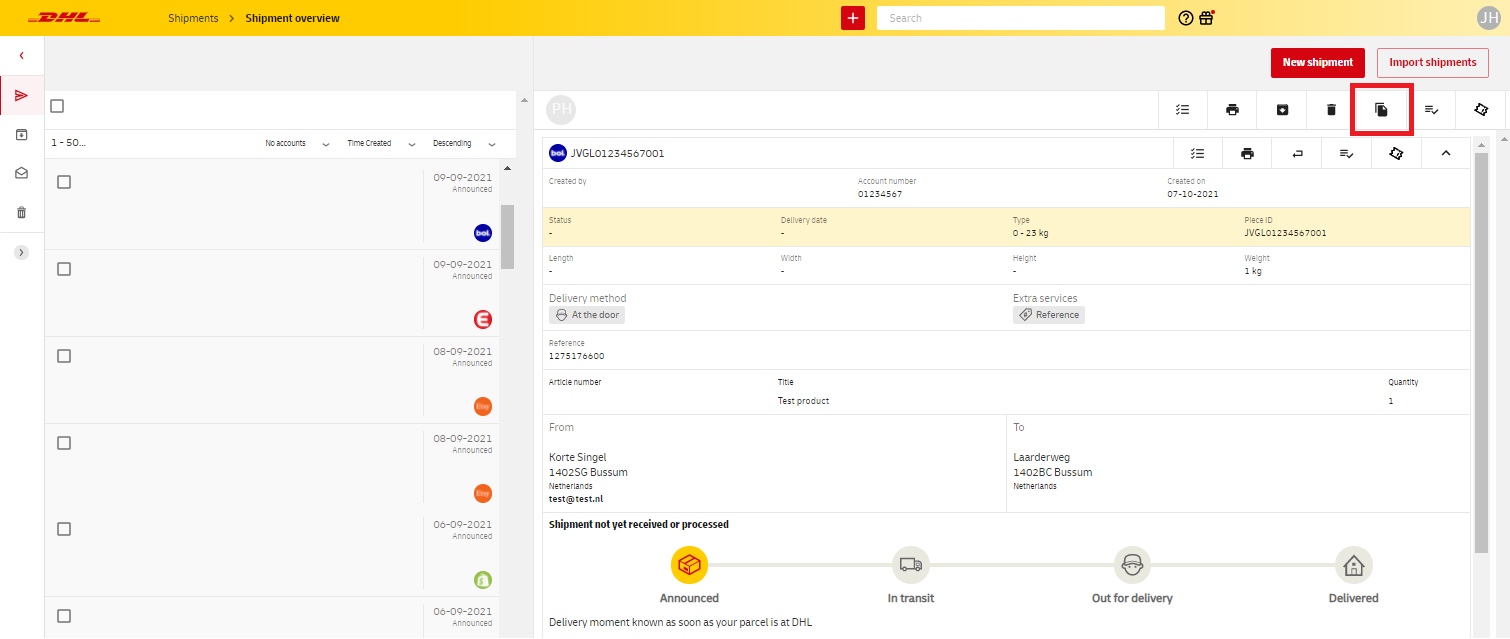 DHL
Shipments > Shipment overview
+
Search
JH
New shipment
Import shipments
PH
1 - 50...
No accounts
Time Created
Descending
09-09-2021
Announced
bol
09-09-2021
Announced
08-09-2021
Announced
Etsy
08-09-2021
Announced
Etsy
06-09-2021
Announced
06-09-2021
Announced
bol JVGL01234567001
Created by
Account number
Created on
01234567
07-10-2021
Status
Delivery date
Type
Piece ID
-
-
0 - 23 kg
JVGL01234567001
Length
Width
Height
Weight
-
-
-
1 kg
Delivery method
Extra services
At the door
Reference
Reference
1275176600
Article number
Title
Quantity
Test product
1
From
Korte Singel
1402SG Bussum
Netherlands
test@test.nl
To
Laarderweg
1402BC Bussum
Netherlands
Shipment not yet received or processed
Announced
In transit
Out for delivery
Delivered
Delivery moment known as soon as your parcel is at DHL